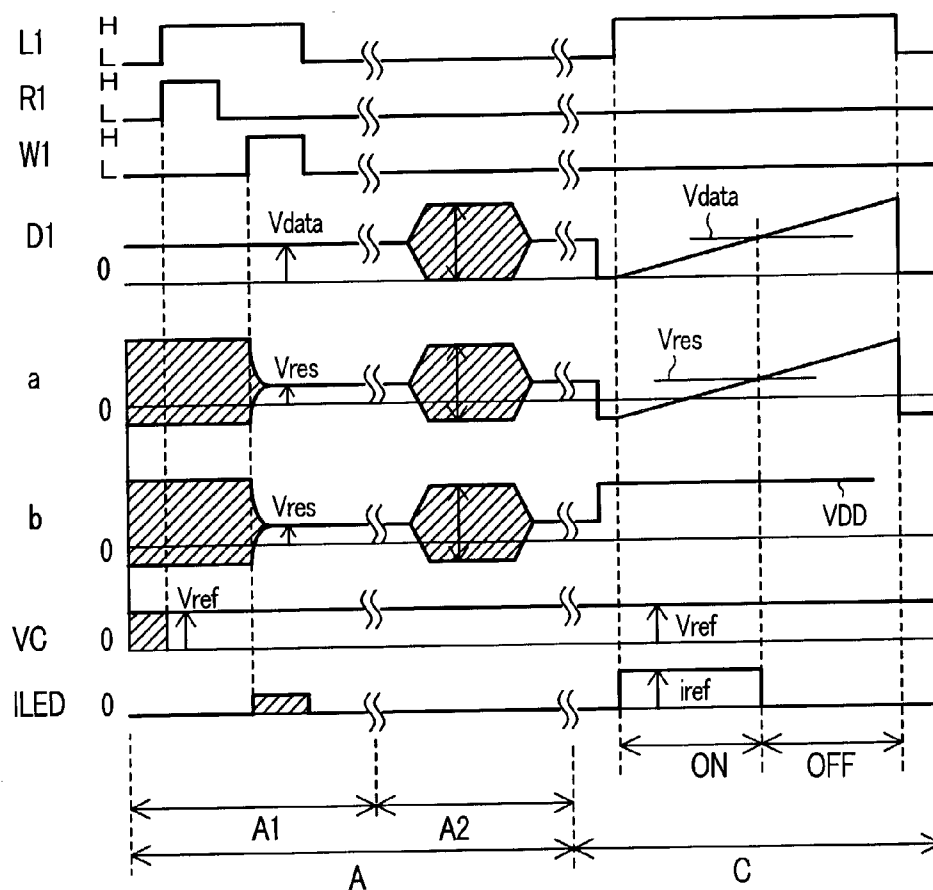 L1 H
L
R1 H
L
W1 H
L
D1 Vdata Vdata
0
a Vres Vres
0
b Vres VDD
0
VC Vref Vref
0
ILED 0 iref
ON OFF
A1 A2
A C